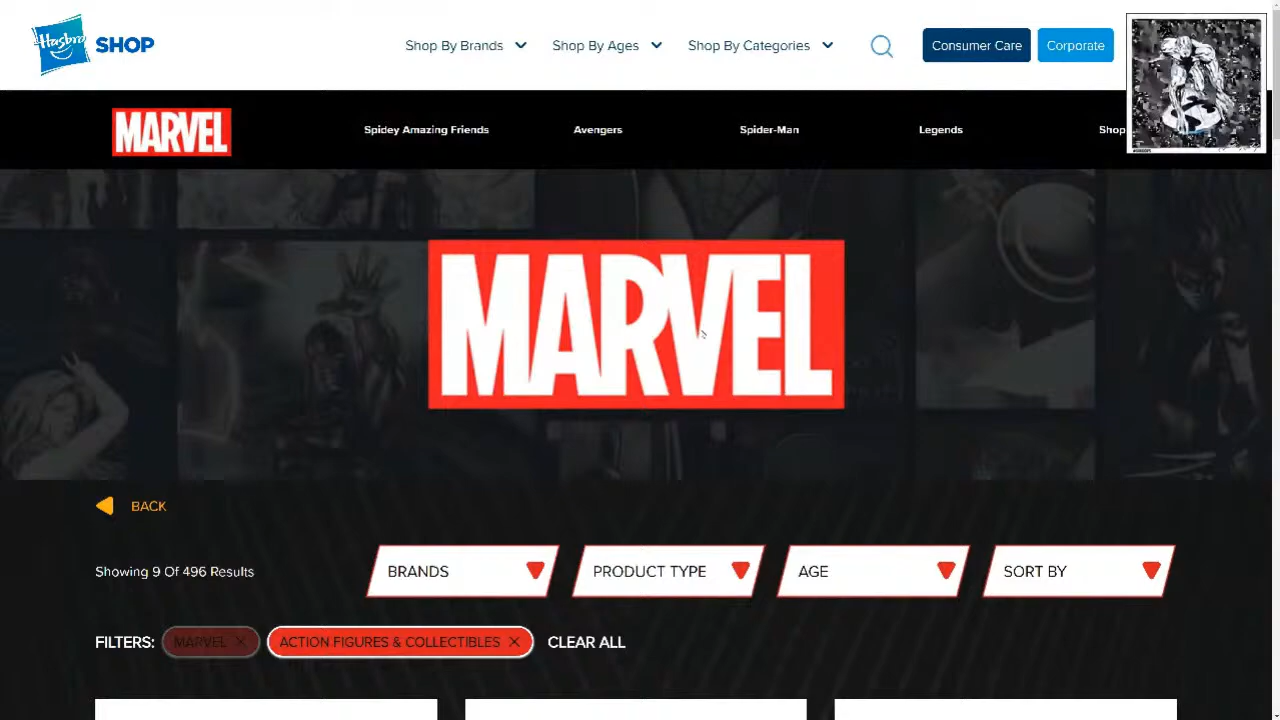 Hasbro SHOP
Shop By Brands
Shop By Ages
Shop By Categories
Consumer Care
Corporate
MARVEL
Spidey Amazing Friends
Avengers
Spider-Man
Legends
Shop
MARVEL
BACK
Showing 9 Of 496 Results
BRANDS
PRODUCT TYPE
AGE
SORT BY
FILTERS:
MARVEL X
ACTION FIGURES & COLLECTIBLES X
CLEAR ALL